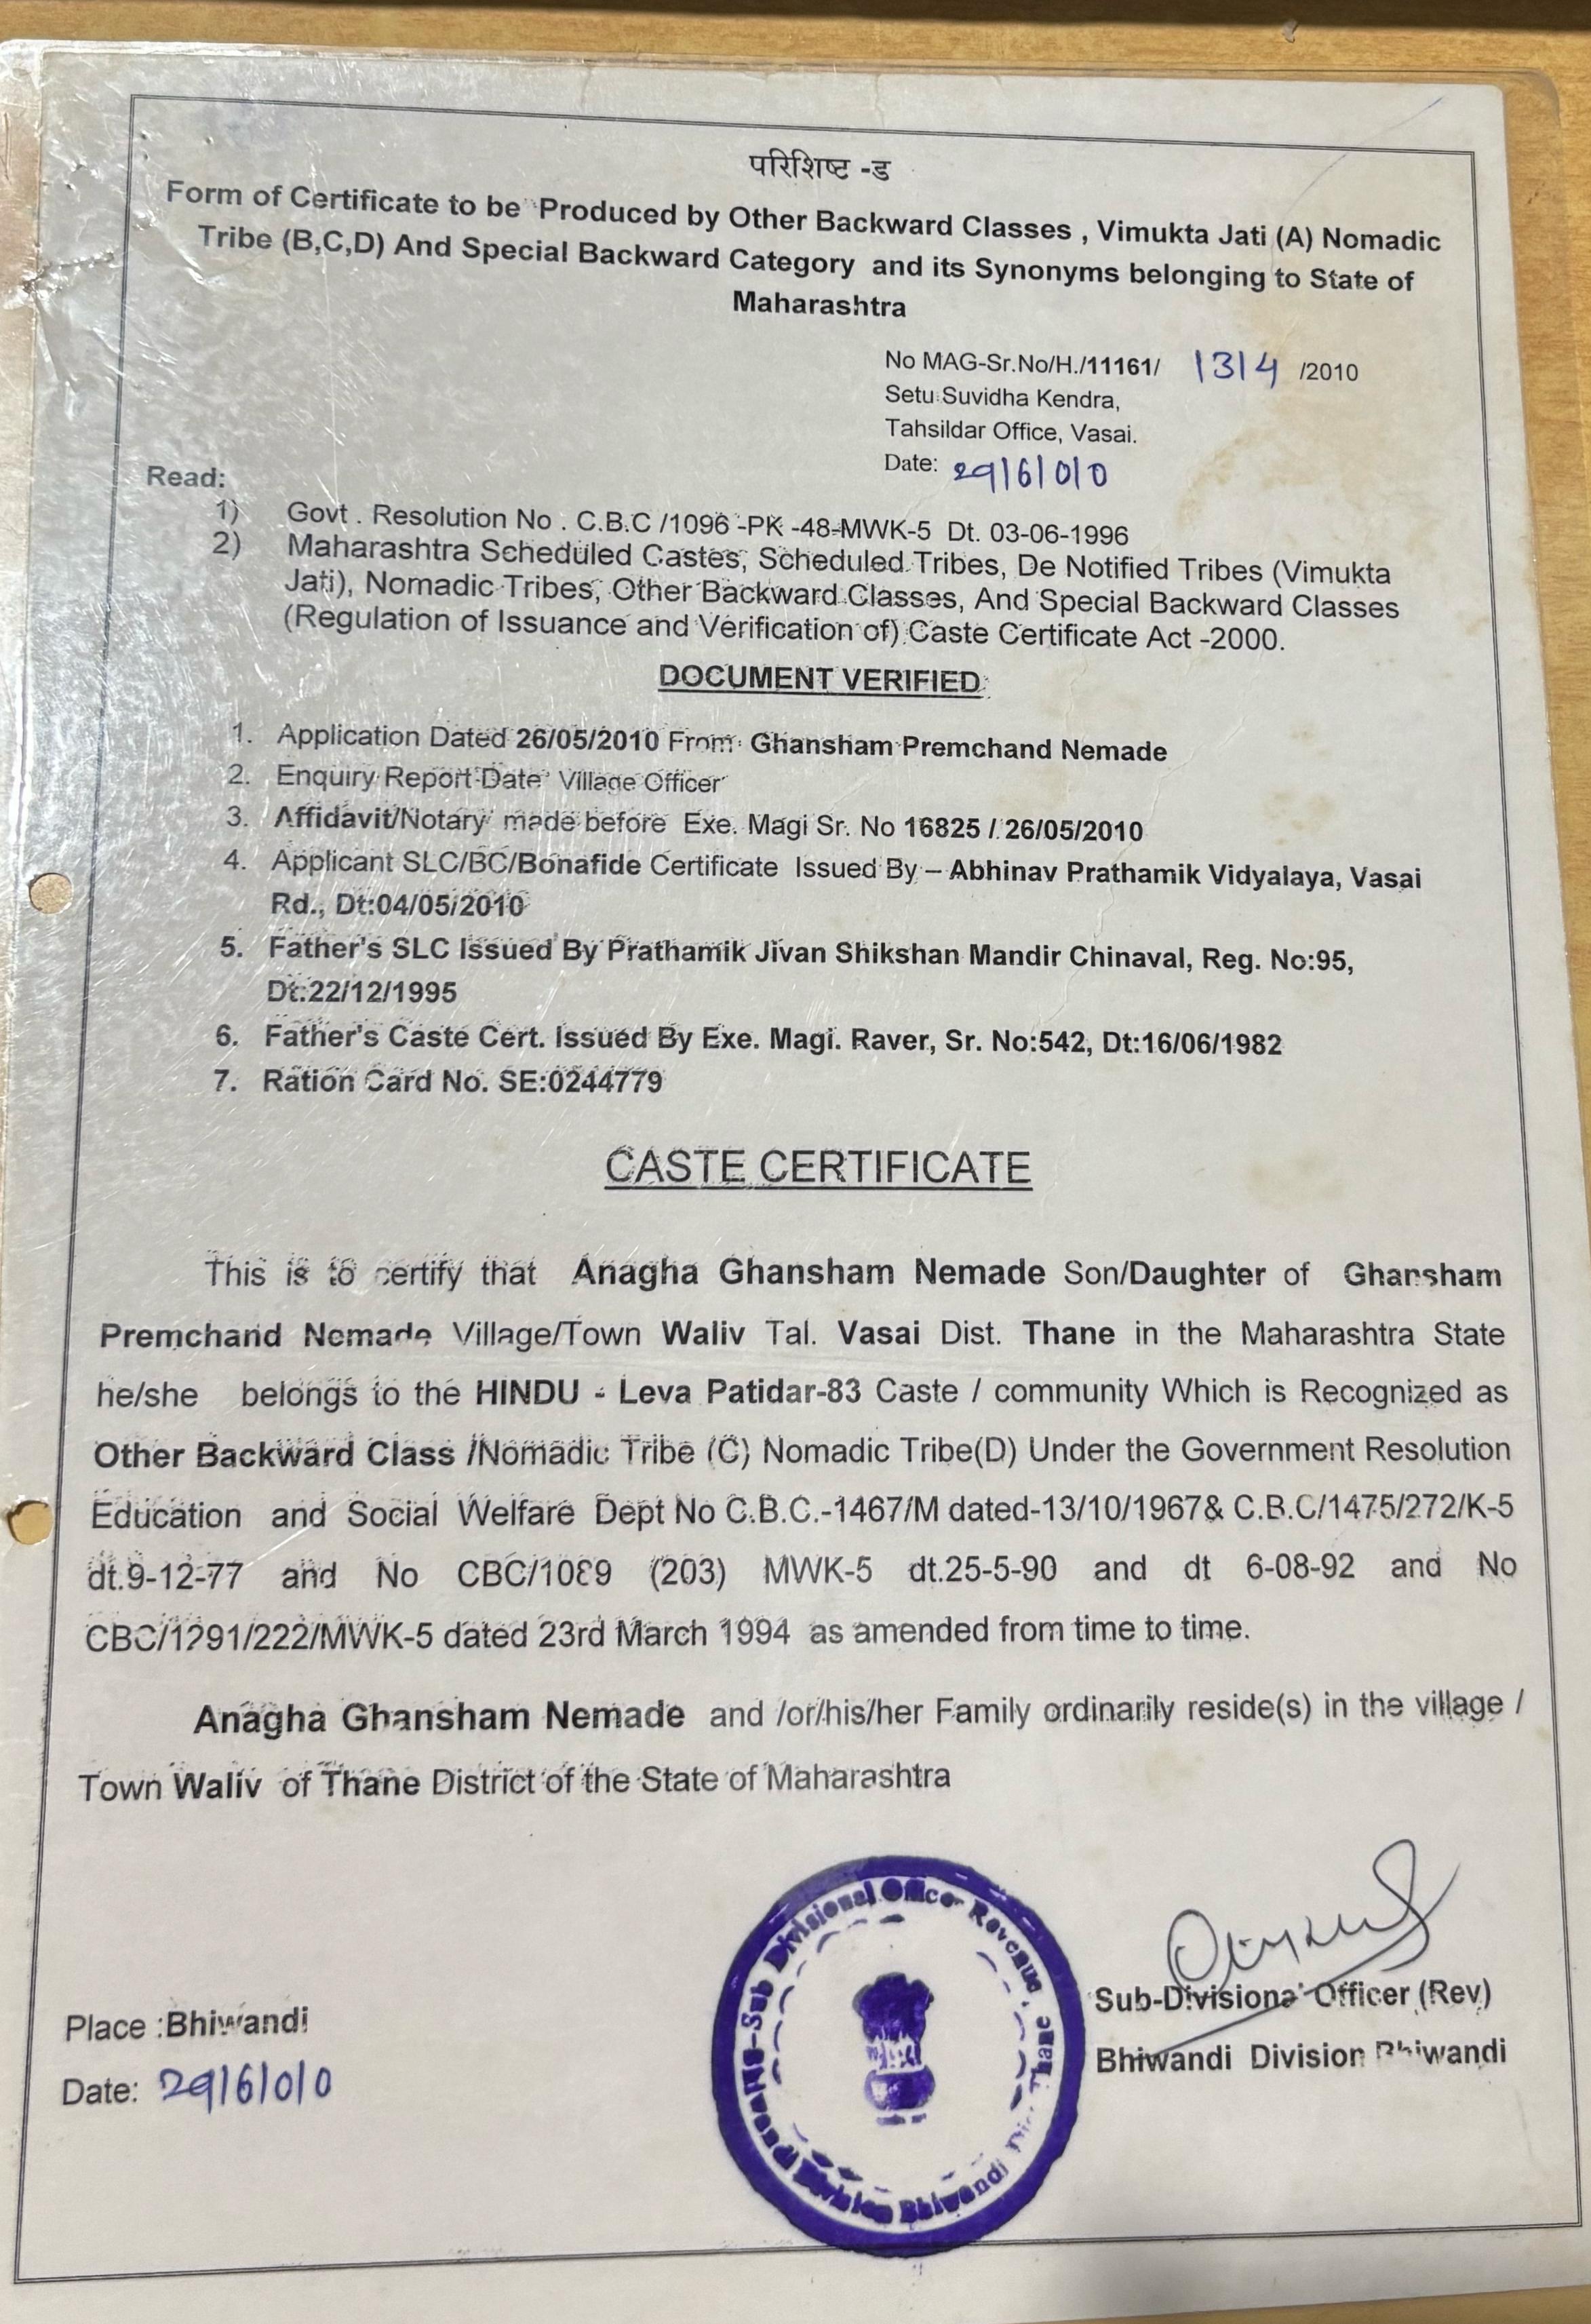 परिशिष्ट -ड
Form of Certificate to be Produced by Other Backward Classes , Vimukta Jati (A) Nomadic
Tribe (B,C,D) And Special Backward Category and its Synonyms belonging to State of
Maharashtra
No MAG-Sr.No/H./11161/ 1314 /2010
Setu Suvidha Kendra,
Tahsildar Office, Vasai.
Date: 29/6/010
Read:
1) Govt . Resolution No . C.B.C /1096 -PK -48-MWK-5 Dt. 03-06-1996
2) Maharashtra Scheduled Castes, Scheduled Tribes, De Notified Tribes (Vimukta
Jati), Nomadic Tribes, Other Backward Classes, And Special Backward Classes
(Regulation of Issuance and Verification of) Caste Certificate Act -2000.
DOCUMENT VERIFIED
1. Application Dated 26/05/2010 From Ghansham Premchand Nemade
2. Enquiry Report Date Village Officer
3. Affidavit/Notary made before Exe. Magi Sr. No 16825 / 26/05/2010
4. Applicant SLC/BC/Bonafide Certificate Issued By – Abhinav Prathamik Vidyalaya, Vasai
Rd., Dt:04/05/2010
5. Father's SLC Issued By Prathamik Jivan Shikshan Mandir Chinaval, Reg. No:95,
Dt:22/12/1995
6. Father's Caste Cert. Issued By Exe. Magi. Raver, Sr. No:542, Dt:16/06/1982
7. Ration Card No. SE:0244779
CASTE CERTIFICATE
This is to certify that Anagha Ghansham Nemade Son/Daughter of Ghansham
Premchand Nemade Village/Town Waliv Tal. Vasai Dist. Thane in the Maharashtra State
he/she belongs to the HINDU - Leva Patidar-83 Caste / community Which is Recognized as
Other Backward Class /Nomadic Tribe (C) Nomadic Tribe(D) Under the Government Resolution
Education and Social Welfare Dept No C.B.C.-1467/M dated-13/10/1967& C.B.C/1475/272/K-5
dt.9-12-77 and No CBC/1089 (203) MWK-5 dt.25-5-90 and dt 6-08-92 and No
CBC/1291/222/MWK-5 dated 23rd March 1994 as amended from time to time.
Anagha Ghansham Nemade and /or/his/her Family ordinarily reside(s) in the village /
Town Waliv of Thane District of the State of Maharashtra
Sub Divisional Officer Revenue Thane
Division Bhiwandi
Sub-Divisional Officer (Rev)
Bhiwandi Division Bhiwandi
Place :Bhiwandi
Date: 29/6/010